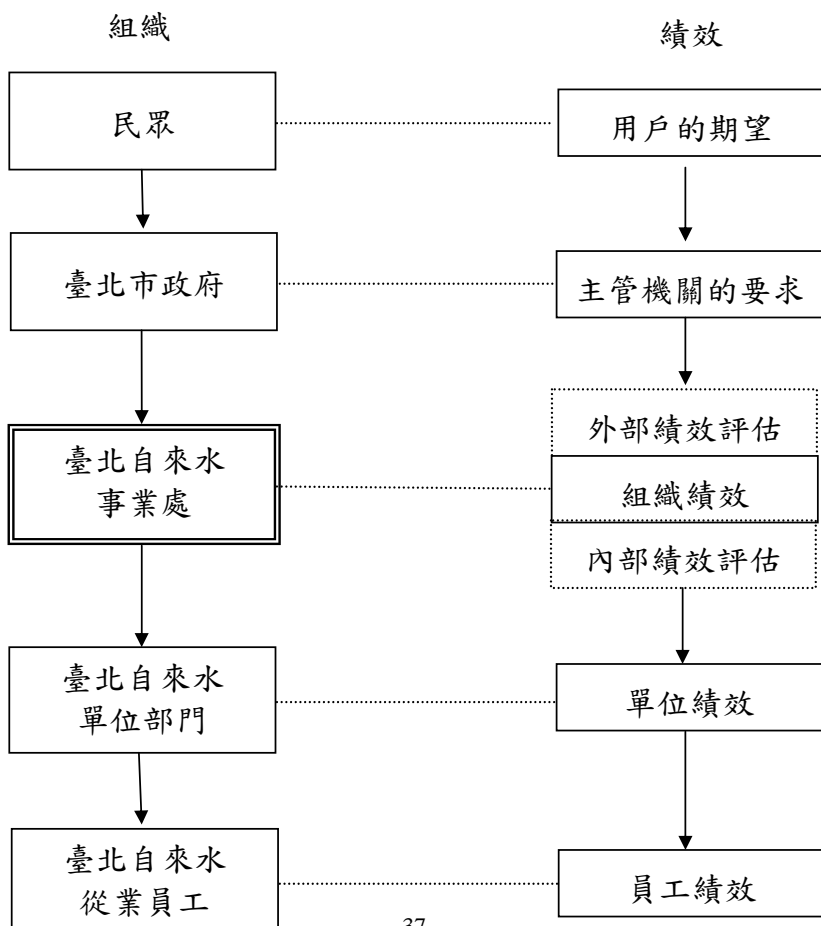 組織
績效
民眾
用戶的期望
臺北市政府
主管機關的要求
外部績效評估
臺北自來水
事業處
組織績效
內部績效評估
臺北自來水
單位部門
單位績效
臺北自來水
從業員工
員工績效
37